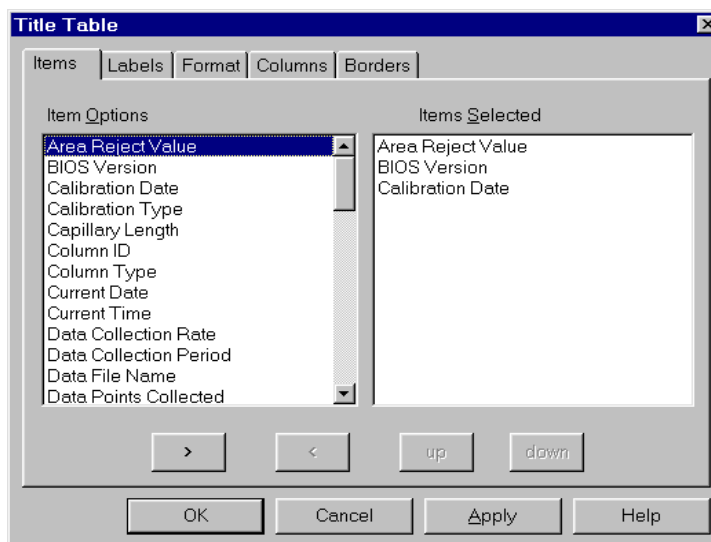 Title Table
Items Labels Format Columns Borders
Item Options
Area Reject Value
BIOS Version
Calibration Date
Calibration Type
Capillary Length
Column ID
Column Type
Current Date
Current Time
Data Collection Rate
Data Collection Period
Data File Name
Data Points Collected
Items Selected
Area Reject Value
BIOS Version
Calibration Date
> < up down
OK Cancel Apply Help